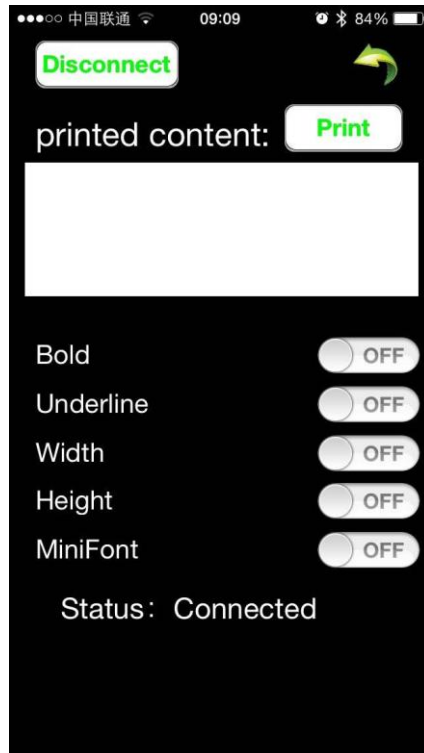 中国联通 09:09 84%
Disconnect
printed content: Print
Bold OFF
Underline OFF
Width OFF
Height OFF
MiniFont OFF
Status: Connected